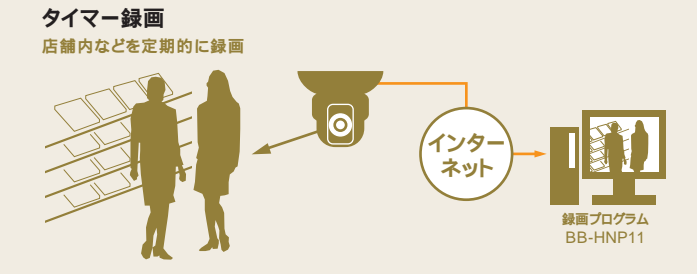 タイマー録画
店舗内などを定期的に録画
インター
ネット
録画プログラム
BB-HNP11